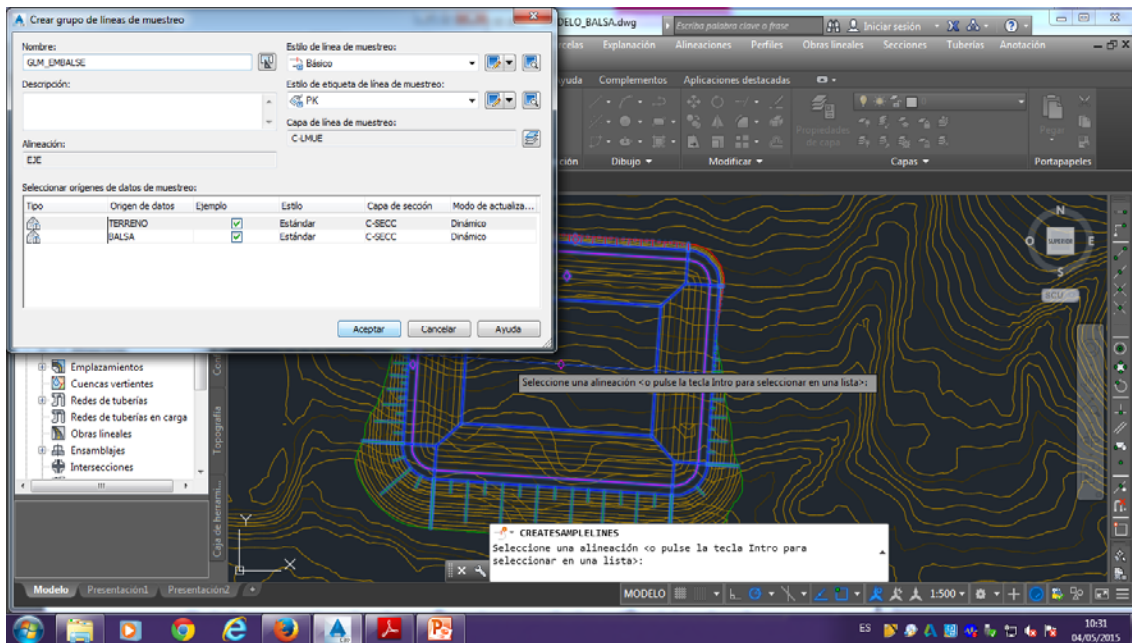 Crear grupo de líneas de muestreo
Nombre:
GLM_EMBALSE
Descripción:
Alineación:
EJE
Estilo de línea de muestreo:
Básico
Estilo de etiqueta de línea de muestreo:
PK
Capa de línea de muestreo:
C-LMUE
Seleccionar orígenes de datos de muestreo:
Tipo Origen de datos Ejemplo Estilo Capa de sección Modo de actualiza...
TERRENO Estándar C-SECC Dinámico
BALSA Estándar C-SECC Dinámico
Aceptar Cancelar Ayuda
DELO_BALSA.dwg
Escriba palabra clave o frase
Iniciar sesión
Explanación Alineaciones Perfiles Obras lineales Secciones Tuberías Anotación
Complementos Aplicaciones destacadas
Propiedades
de capa
Pegar
Dibujo Modificar Capas Portapapeles
N
O SUPERIOR E
S
SCU
Emplazamientos
Cuencas vertientes
Redes de tuberías
Redes de tuberías en carga
Obras lineales
Ensamblajes
Intersecciones
Topografía
Caja de herrami...
Seleccione una alineación <o pulse la tecla Intro para seleccionar en una lista>:
Y
X
CREATESAMPLELINES
Seleccione una alineación <o pulse la tecla Intro para
seleccionar en una lista>:
Modelo Presentación1 Presentación2
MODELO 1:500
ES 10:31
04/05/2015